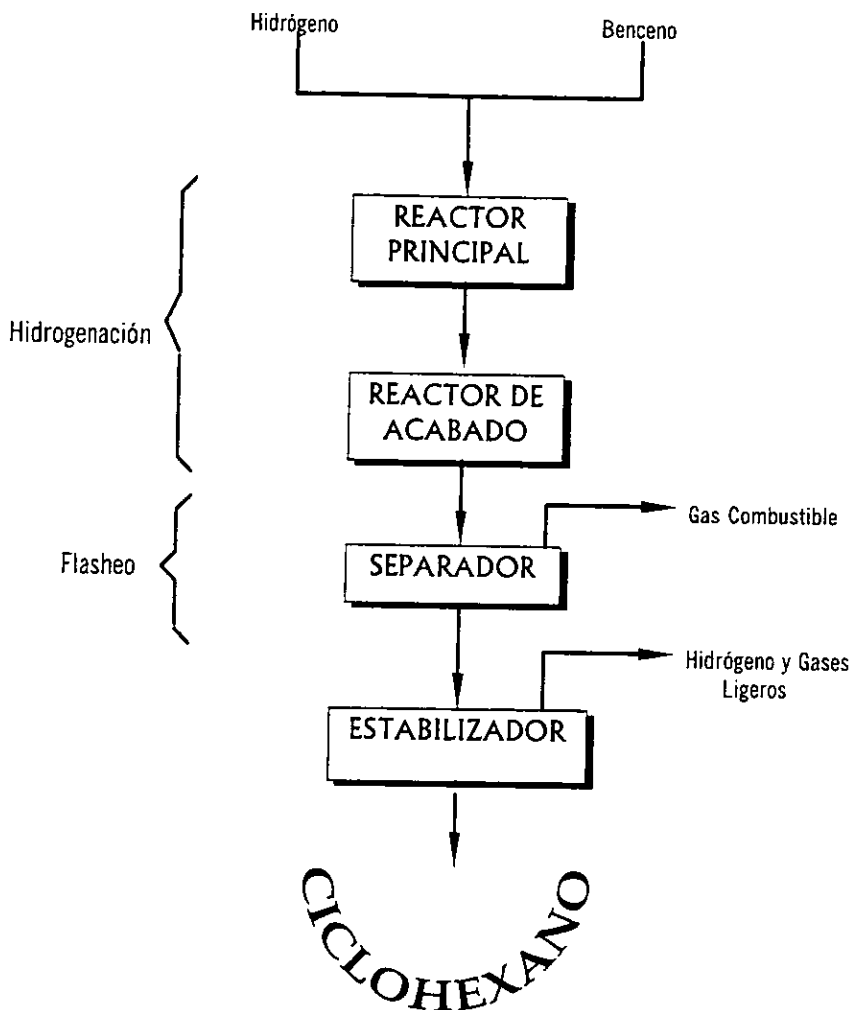 Hidrógeno
Benceno
REACTOR
PRINCIPAL
Hidrogenación
REACTOR DE
ACABADO
Gas Combustible
Flasheo
SEPARADOR
Hidrógeno y Gases
Ligeros
ESTABILIZADOR
CICLOHEXANO